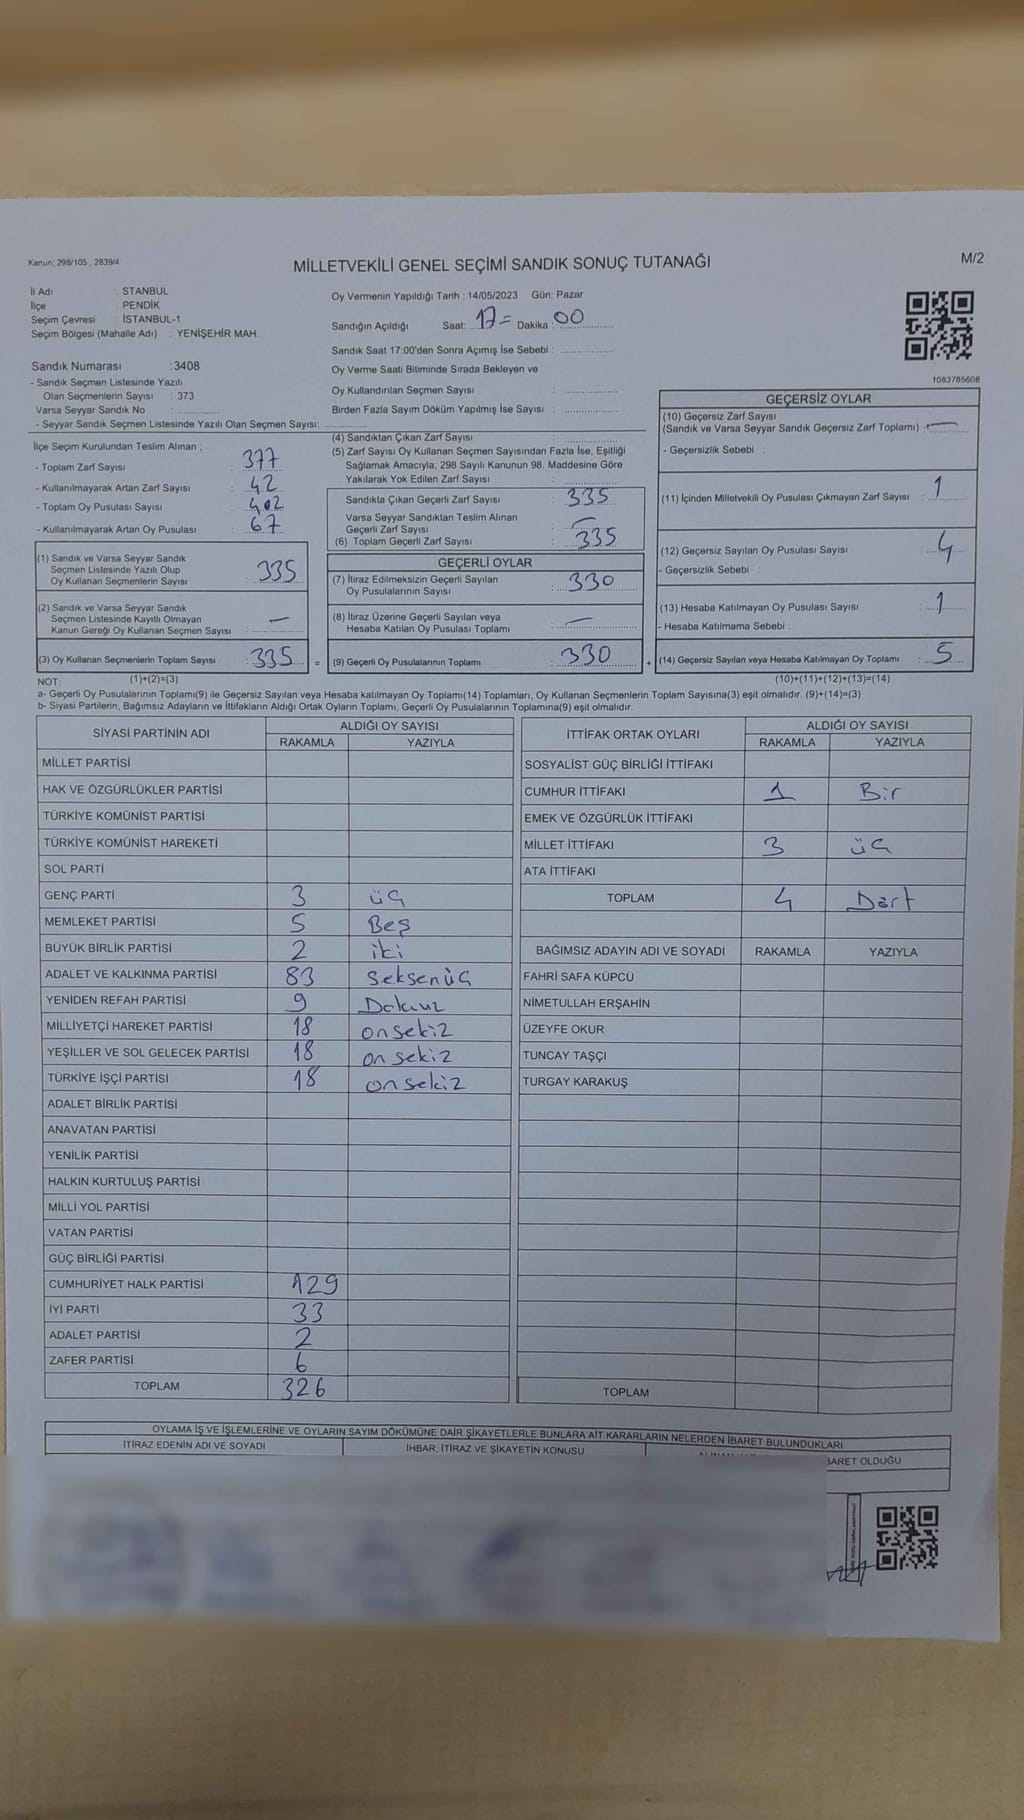 Kanun: 298/105 , 2839/4
MİLLETVEKİLİ GENEL SEÇİMİ SANDIK SONUÇ TUTANAĞI
M/2
İl Adı : STANBUL
İlçe : PENDİK
Seçim Çevresi : İSTANBUL-1
Seçim Bölgesi (Mahalle Adı) : YENİŞEHİR MAH.
Oy Vermenin Yapıldığı Tarih : 14/05/2023 Gün: Pazar
Sandığın Açıldığı Saat: 17 = Dakika : 00
Sandık Saat 17:00'den Sonra Açımış İse Sebebi :
Oy Verme Saati Bitiminde Sırada Bekleyen ve
Oy Kullandırılan Seçmen Sayısı :
Birden Fazla Sayım Döküm Yapılmış İse Sayısı :
1083785608
Sandık Numarası :3408
- Sandık Seçmen Listesinde Yazılı
Olan Seçmenlerin Sayısı : 373
Varsa Seyyar Sandık No :
- Seyyar Sandık Seçmen Listesinde Yazılı Olan Seçmen Sayısı:
İlçe Seçim Kurulundan Teslim Alınan ;
- Toplam Zarf Sayısı : 377
- Kullanılmayarak Artan Zarf Sayısı : 42
- Toplam Oy Pusulası Sayısı : 402
- Kullanılmayarak Artan Oy Pusulası : 67
(1) Sandık ve Varsa Seyyar Sandık
Seçmen Listesinde Yazılı Olup
Oy Kullanan Seçmenlerin Sayısı : 335
(2) Sandık ve Varsa Seyyar Sandık
Seçmen Listesinde Kayıtlı Olmayan
Kanun Gereği Oy Kullanan Seçmen Sayısı : —
(3) Oy Kullanan Seçmenlerin Toplam Sayısı : 335 =
(4) Sandıktan Çıkan Zarf Sayısı :
(5) Zarf Sayısı Oy Kullanan Seçmen Sayısından Fazla İse, Eşitliği
Sağlamak Amacıyla; 298 Sayılı Kanunun 98. Maddesine Göre
Yakılarak Yok Edilen Zarf Sayısı :
Sandıkta Çıkan Geçerli Zarf Sayısı : 335
Varsa Seyyar Sandıktan Teslim Alınan
Geçerli Zarf Sayısı : —
(6) Toplam Geçerli Zarf Sayısı : 335
GEÇERLİ OYLAR
(7) İtiraz Edilmeksizin Geçerli Sayılan
Oy Pusulalarının Sayısı : 330
(8) İtiraz Üzerine Geçerli Sayılan veya
Hesaba Katılan Oy Pusulası Toplamı : —
(9) Geçerli Oy Pusulalarının Toplamı : 330 +
GEÇERSİZ OYLAR
(10) Geçersiz Zarf Sayısı
(Sandık ve Varsa Seyyar Sandık Geçersiz Zarf Toplamı) : —
- Geçersizlik Sebebi :
(11) İçinden Milletvekili Oy Pusulası Çıkmayan Zarf Sayısı : 1
(12) Geçersiz Sayılan Oy Pusulası Sayısı : 4
- Geçersizlik Sebebi :
(13) Hesaba Katılmayan Oy Pusulası Sayısı : 1
- Hesaba Katılmama Sebebi :
(14) Geçersiz Sayılan veya Hesaba Katılmayan Oy Toplamı : 5
NOT: (1)+(2)=(3)
(10)+(11)+(12)+(13)=(14)
a- Geçerli Oy Pusulalarının Toplamı(9) ile Geçersiz Sayılan veya Hesaba katılmayan Oy Toplamı(14) Toplamları, Oy Kullanan Seçmenlerin Toplam Sayısına(3) eşit olmalıdır. (9)+(14)=(3)
b- Siyasi Partilerin, Bağımsız Adayların ve İttifakların Aldığı Ortak Oyların Toplamı, Geçerli Oy Pusulalarının Toplamına(9) eşit olmalıdır.
SİYASİ PARTİNİN ADI
ALDIĞI OY SAYISI
RAKAMLA YAZIYLA
MİLLET PARTİSİ
HAK VE ÖZGÜRLÜKLER PARTİSİ
TÜRKİYE KOMÜNİST PARTİSİ
TÜRKİYE KOMÜNİST HAREKETİ
SOL PARTİ
GENÇ PARTİ 3 üç
MEMLEKET PARTİSİ 5 Beş
BÜYÜK BİRLİK PARTİSİ 2 iki
ADALET VE KALKINMA PARTİSİ 83 seksenüç
YENİDEN REFAH PARTİSİ 9 Dokuz
MİLLİYETÇİ HAREKET PARTİSİ 18 onsekiz
YEŞİLLER VE SOL GELECEK PARTİSİ 18 on sekiz
TÜRKİYE İŞÇİ PARTİSİ 18 onsekiz
ADALET BİRLİK PARTİSİ
ANAVATAN PARTİSİ
YENİLİK PARTİSİ
HALKIN KURTULUŞ PARTİSİ
MİLLİ YOL PARTİSİ
VATAN PARTİSİ
GÜÇ BİRLİĞİ PARTİSİ
CUMHURİYET HALK PARTİSİ 129
İYİ PARTİ 33
ADALET PARTİSİ 2
ZAFER PARTİSİ 6
TOPLAM 326
İTTİFAK ORTAK OYLARI
ALDIĞI OY SAYISI
RAKAMLA YAZIYLA
SOSYALİST GÜÇ BİRLİĞİ İTTİFAKI
CUMHUR İTTİFAKI 1 Bir
EMEK VE ÖZGÜRLÜK İTTİFAKI
MİLLET İTTİFAKI 3 üç
ATA İTTİFAKI
TOPLAM 4 Dört
BAĞIMSIZ ADAYIN ADI VE SOYADI RAKAMLA YAZIYLA
FAHRİ SAFA KÜPCÜ
NİMETULLAH ERŞAHİN
ÜZEYFE OKUR
TUNCAY TAŞÇI
TURGAY KARAKUŞ
TOPLAM
OYLAMA İŞ VE İŞLEMLERİNE VE OYLARIN SAYIM DÖKÜMÜNE DAİR ŞİKAYETLERLE BUNLARA AİT KARARLARIN NELERDEN İBARET BULUNDUKLARI
İTİRAZ EDENİN ADI VE SOYADI
İHBAR, İTİRAZ VE ŞİKAYETİN KONUSU
BARET OLDUĞU